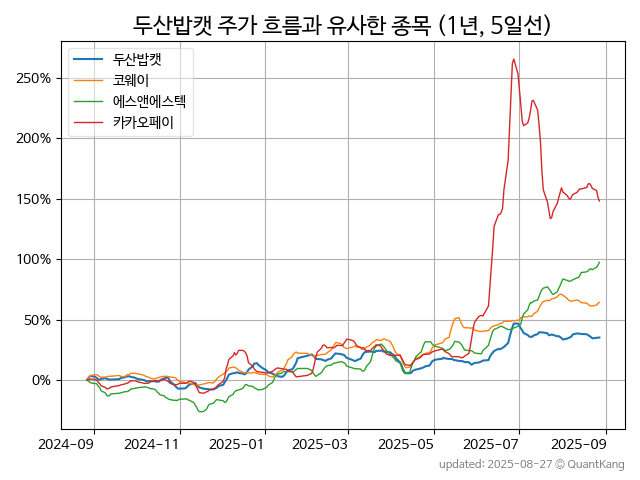 두산밥캣 주가 흐름과 유사한 종목 (1년, 5일선)
두산밥캣
코웨이
에스앤에스텍
카카오페이
250%
200%
150%
100%
50%
0%
2024-09 2024-11 2025-01 2025-03 2025-05 2025-07 2025-09
updated: 2025-08-27 © QuantKang